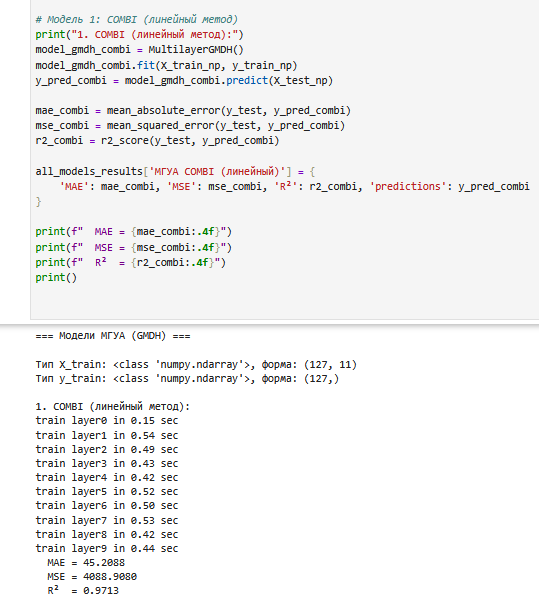 # Модель 1: COMBI (линейный метод)
print("1. COMBI (линейный метод):")
model_gmdh_combi = MultilayerGMDH()
model_gmdh_combi.fit(X_train_np, y_train_np)
y_pred_combi = model_gmdh_combi.predict(X_test_np)
mae_combi = mean_absolute_error(y_test, y_pred_combi)
mse_combi = mean_squared_error(y_test, y_pred_combi)
r2_combi = r2_score(y_test, y_pred_combi)
all_models_results['МГУА COMBI (линейный)'] = {
    'MAE': mae_combi, 'MSE': mse_combi, 'R²': r2_combi, 'predictions': y_pred_combi
}
print(f"  MAE = {mae_combi:.4f}")
print(f"  MSE = {mse_combi:.4f}")
print(f"  R²  = {r2_combi:.4f}")
print()
=== Модели МГУА (GMDH) ===
Тип X_train: <class 'numpy.ndarray'>, форма: (127, 11)
Тип y_train: <class 'numpy.ndarray'>, форма: (127,)
1. COMBI (линейный метод):
train layer0 in 0.15 sec
train layer1 in 0.54 sec
train layer2 in 0.49 sec
train layer3 in 0.43 sec
train layer4 in 0.42 sec
train layer5 in 0.52 sec
train layer6 in 0.50 sec
train layer7 in 0.53 sec
train layer8 in 0.42 sec
train layer9 in 0.44 sec
  MAE = 45.2088
  MSE = 4088.9080
  R²  = 0.9713